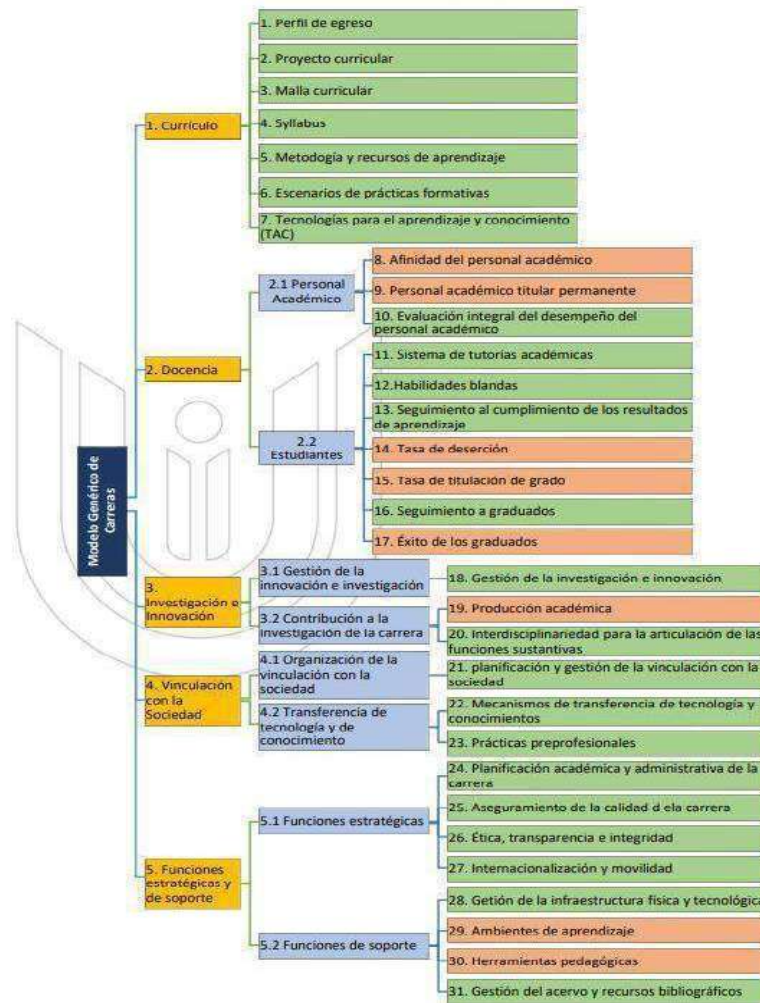 Modelo Genérico de
Carreras
1. Currículo
1. Perfil de egreso
2. Proyecto curricular
3. Malla curricular
4. Syllabus
5. Metodogía y recursos de aprendizaje
6. Escenarios de prácticas formativas
7. Tecnologías para el aprendizaje y conocimiento
(TAC)
2. Docencia
2.1 Personal
Académico
8. Afinidad del personal académico
9. Personal académico titular permanente
10. Evaluación integral del desempeño del
personal académico
2.2
Estudiantes
11. Sistema de tutorías académicas
12.Habilidades blandas
13. Seguimiento al cumplimiento de los resultados
de aprendizaje
14. Tasa de deserción
15. Tasa de titulación de grado
16. Seguimiento a graduados
17. Éxito de los graduados
3.
Investigación e
Innovación
3.1 Gestión de la
innovación e investigación
18. Gestión de la investigación e innovación
3.2 Contribución a la
investigación de la carrera
19. Producción académica
20. Interdisciplinariedad para la articulación de las
funciones sustantivas
4. Vinculación
con la
Sociedad
4.1 Organización de la
vinculación con la
sociedad
21. planificación y gestión de la vinculación con la
sociedad
4.2 Transferencia de
tecnología y de
conocimiento
22. Mecanismos de transferencia de tecnología y
conocimientos
23. Prácticas preprofesionales
5. Funciones
estratégicas y
de soporte
5.1 Funciones estratégicas
24. Planificación académica y administrativa de la
carrera
25. Aseguramiento de la calidad d ela carrera
26. Ética, transparencia e integridad
27. Internacionalización y movilidad
5.2 Funciones de soporte
28. Getión de la infraestructura física y tecnológica
29. Ambientes de aprendizaje
30. Herramientas pedagógicas
31. Gestión del acervo y recursos bibliográficos